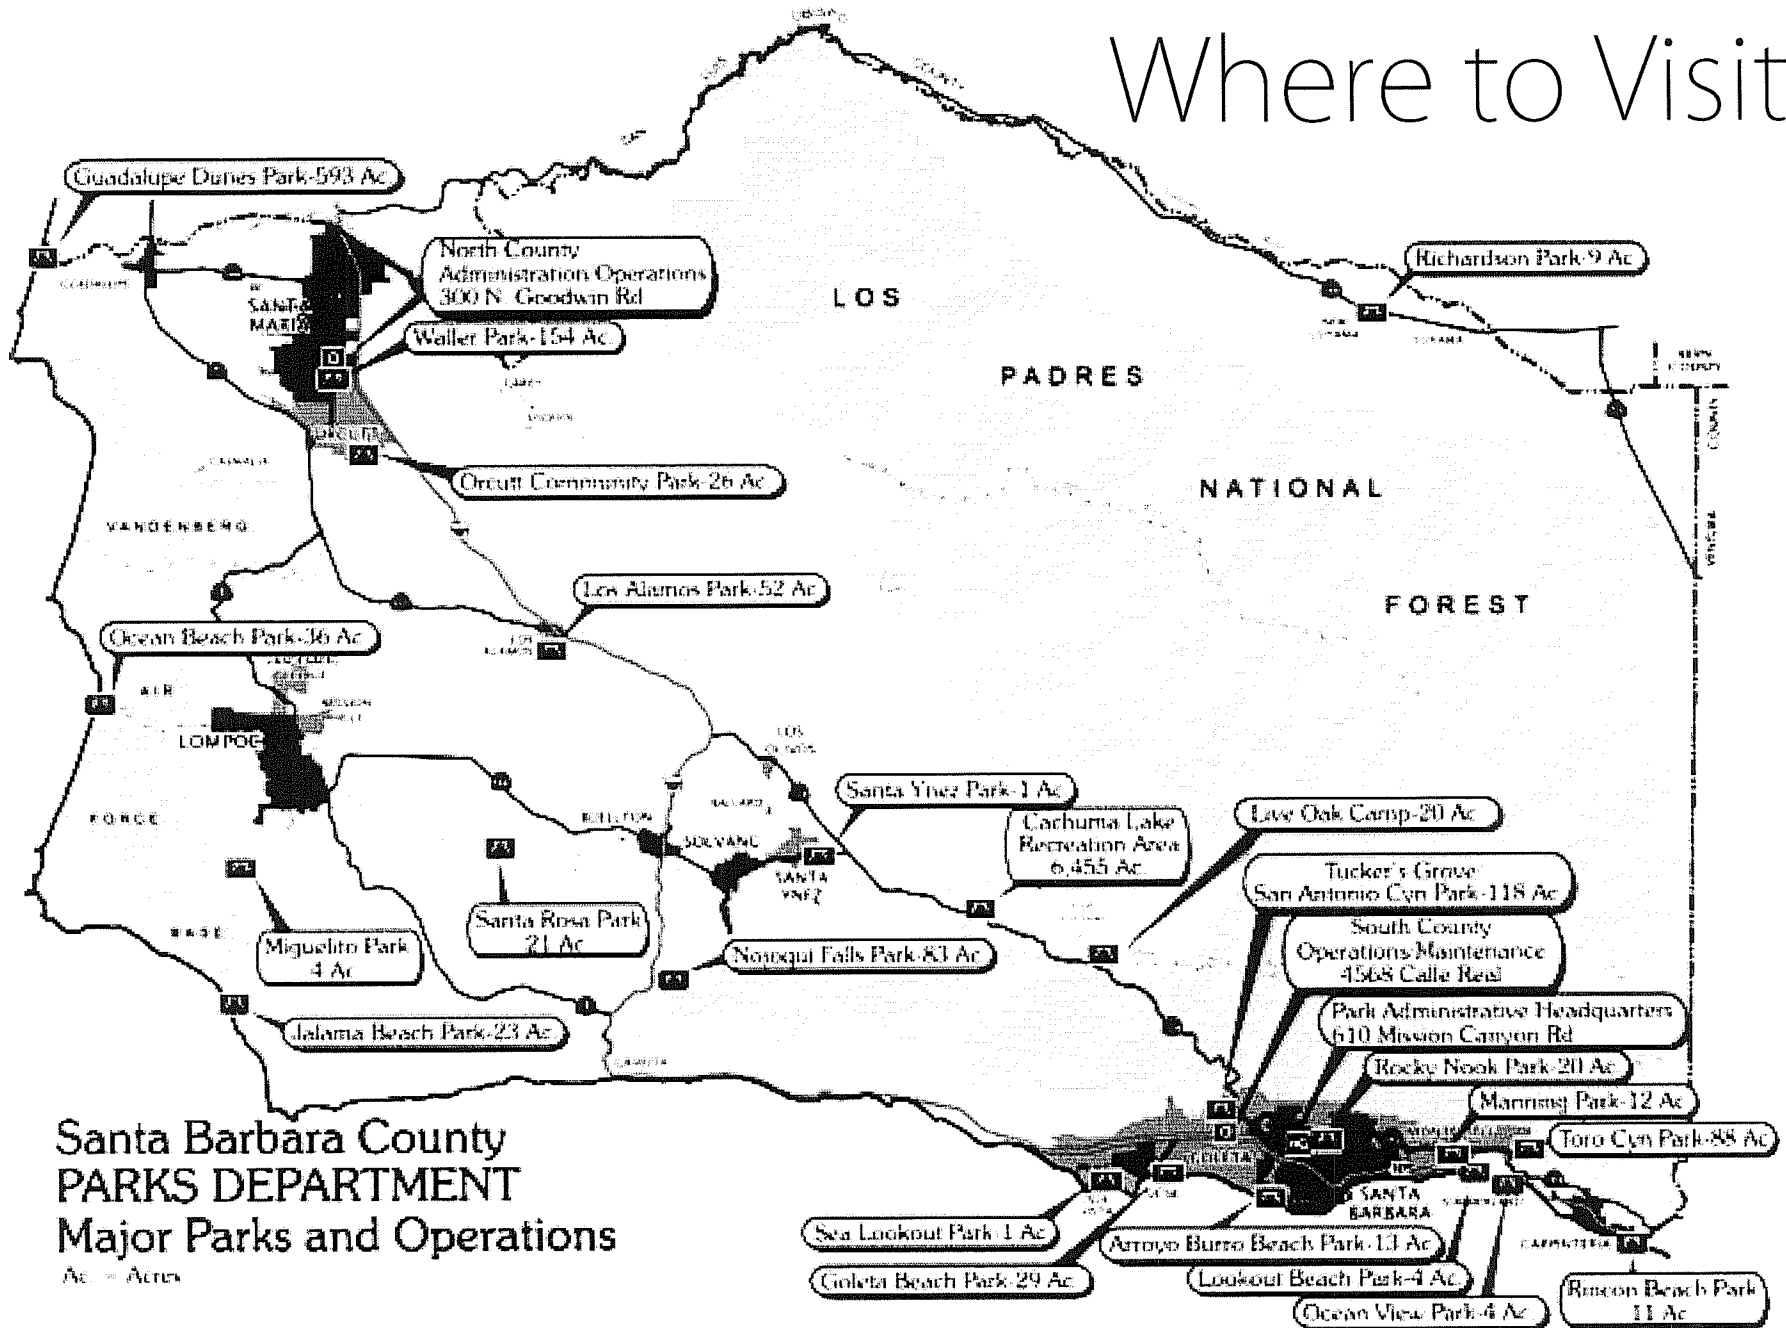 Where to Visit
Guadalupe Dunes Park-593 Ac
North County
Administration Operations
300 N. Goodwin Rd
Richardson Park-9 Ac
LOS
SANTA
MARIA
Waller Park-154 Ac.
PADRES
ORCUTT
Orcutt Community Park-26 Ac
NATIONAL
VANDENBERG
Los Alamos Park-52 Ac
FOREST
Ocean Beach Park-36 Ac
AIR
LOMPOC
LOS
OLIVOS
Santa Ynez Park-1 Ac
FORCE
BUELLTON
BALLARD
SOLVANG
Cachuma Lake
Recreation Area
6,455 Ac
Live Oak Camp-20 Ac
SANTA
YNEZ
Tucker's Grove
San Antonio Cyn Park-118 Ac
Santa Rosa Park
21 Ac
BASE
Miguelito Park
4 Ac
Nojoqui Falls Park-83 Ac
South County
Operations Maintenance
4568 Calle Real
Jalama Beach Park-23 Ac
Park Administrative Headquarters
610 Mission Canyon Rd
Rocky Nook Park-20 Ac
Manning Park-12 Ac
Toro Cyn Park-88 Ac
GOLETA
SANTA
BARBARA
Santa Barbara County
PARKS DEPARTMENT
Major Parks and Operations
Ac. = Acres
Sea Lookout Park-1 Ac
Arroyo Burro Beach Park-13 Ac
CARPINTERIA
Goleta Beach Park-29 Ac
Lookout Beach Park-4 Ac
Ocean View Park-4 Ac
Rincon Beach Park
11 Ac